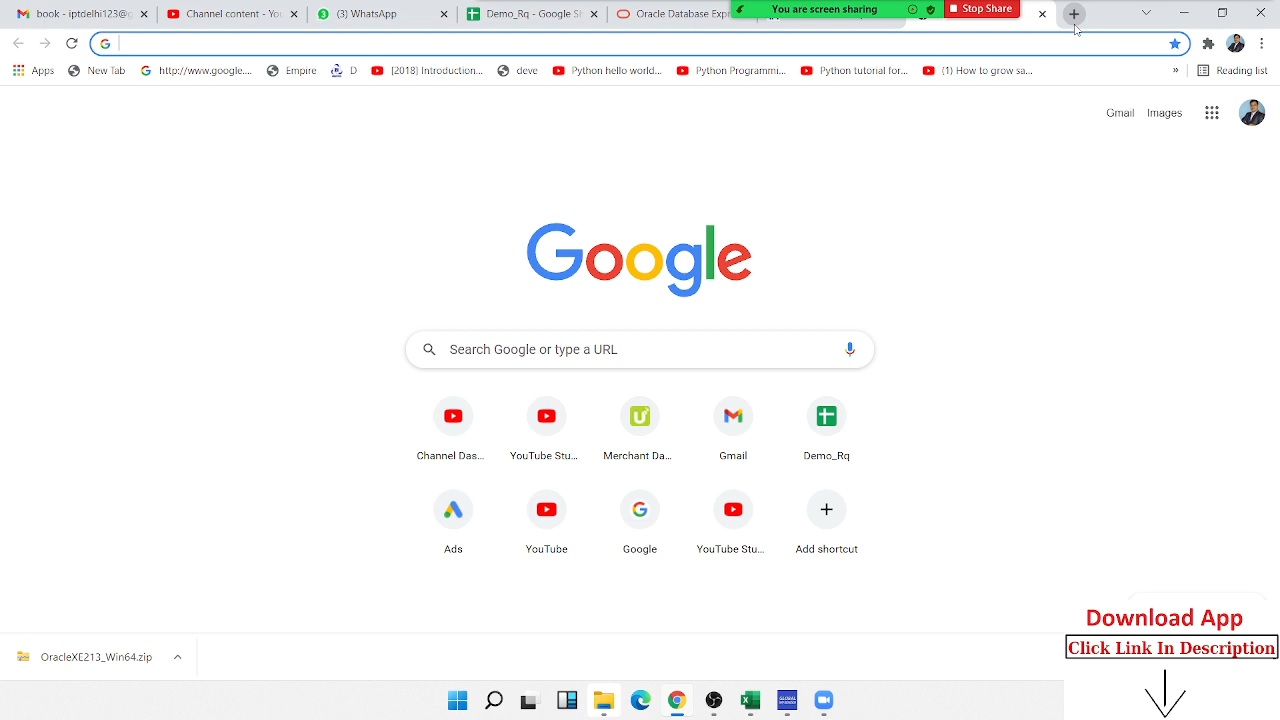 book - iptdelhi123@g
Channel content - You
(3) WhatsApp
Demo_Rq - Google Sh
Oracle Database Expr
You are screen sharing
Stop Share
Apps
New Tab
http://www.google....
Empire
D
[2018] Introduction...
deve
Python hello world...
Python Programmi...
Python tutorial for...
(1) How to grow sa...
»
Reading list
Gmail
Images
Google
Search Google or type a URL
Channel Das...
YouTube Stu...
Merchant Da...
Gmail
Demo_Rq
Ads
YouTube
Google
YouTube Stu...
Add shortcut
OracleXE213_Win64.zip
Download App
Click Link In Description